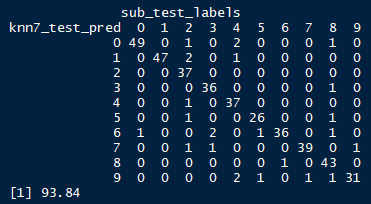 sub_test_labels
knn7_test_pred 0 1 2 3 4 5 6 7 8 9
0 49 0 1 0 2 0 0 0 1 0
1 0 47 2 0 1 0 0 0 0 0
2 0 0 37 0 0 0 0 0 0 0
3 0 0 0 36 0 0 0 0 1 0
4 0 0 1 0 37 0 0 0 0 0
5 0 0 0 1 0 26 0 0 1 0
6 1 0 0 2 0 1 36 0 1 0
7 0 0 1 1 0 0 0 39 0 1
8 0 0 0 0 0 0 1 0 43 0
9 0 0 0 0 2 1 0 1 1 31
[1] 93.84